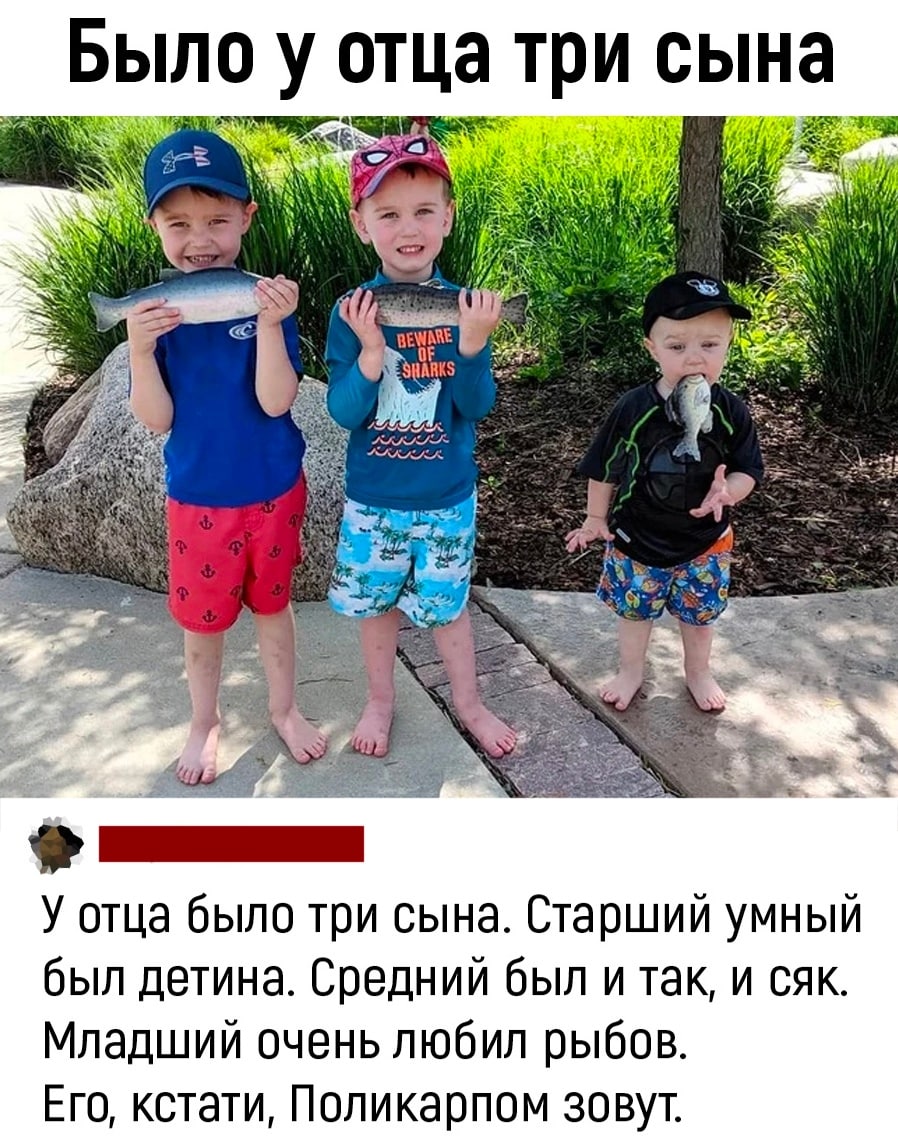 Было у отца три сына
BEWARE
OF
SHARKS
У отца было три сына. Старший умный
был детина. Средний был и так, и сяк.
Младший очень любил рыбов.
Его, кстати, Поликарпом зовут.